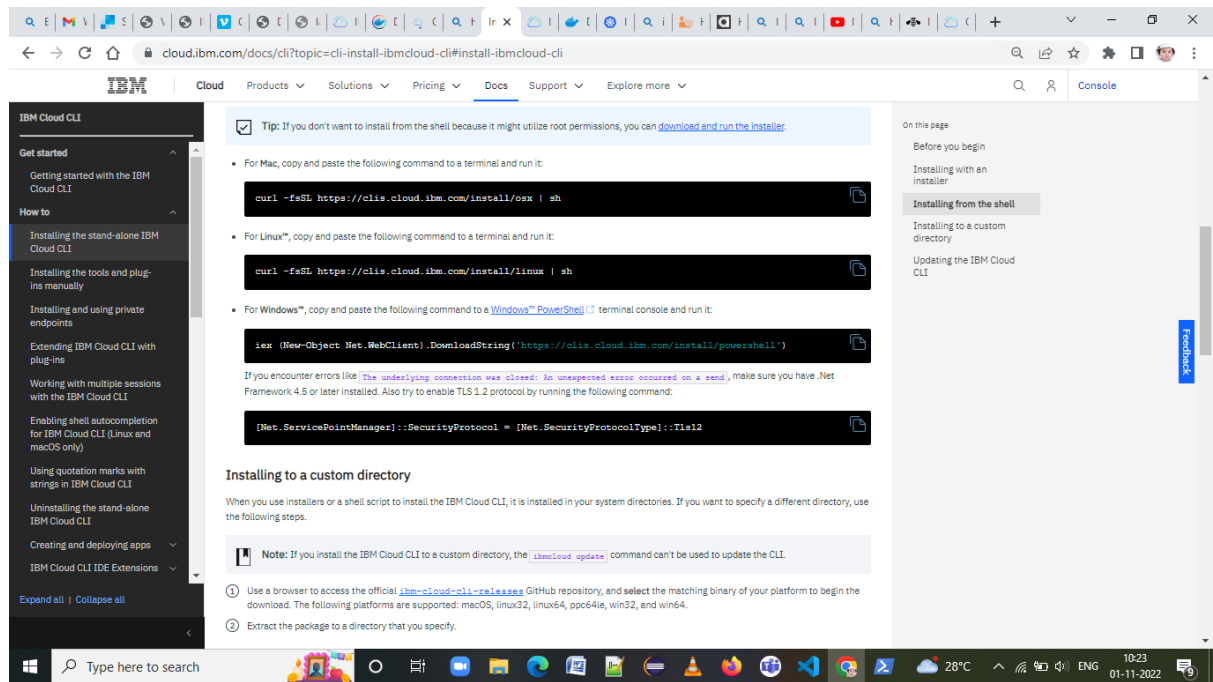 cloud.ibm.com/docs/cli?topic=cli-install-ibmcloud-cli#install-ibmcloud-cli
IBM Cloud Products Solutions Pricing Docs Support Explore more Console
IBM Cloud CLI
Get started
Getting started with the IBM
Cloud CLI
How to
Installing the stand-alone IBM
Cloud CLI
Installing the tools and plug-
ins manually
Installing and using private
endpoints
Extending IBM Cloud CLI with
plug-ins
Working with multiple sessions
with the IBM Cloud CLI
Enabling shell autocompletion
for IBM Cloud CLI (Linux and
macOS only)
Using quotation marks with
strings in IBM Cloud CLI
Uninstalling the stand-alone
IBM Cloud CLI
Creating and deploying apps
IBM Cloud CLI IDE Extensions
Expand all | Collapse all
Tip: If you don't want to install from the shell because it might utilize root permissions, you can download and run the installer.
• For Mac, copy and paste the following command to a terminal and run it:
curl -fsSL https://clis.cloud.ibm.com/install/osx | sh
• For Linux™, copy and paste the following command to a terminal and run it:
curl -fsSL https://clis.cloud.ibm.com/install/linux | sh
• For Windows™, copy and paste the following command to a Windows™ PowerShell terminal console and run it:
iex (New-Object Net.WebClient).DownloadString('https://clis.cloud.ibm.com/install/powershell')
If you encounter errors like The underlying connection was closed: An unexpected error occurred on a send, make sure you have .Net
Framework 4.5 or later installed. Also try to enable TLS 1.2 protocol by running the following command:
[Net.ServicePointManager]::SecurityProtocol = [Net.SecurityProtocolType]::Tls12
Installing to a custom directory
When you use installers or a shell script to install the IBM Cloud CLI, it is installed in your system directories. If you want to specify a different directory, use
the following steps.
Note: If you install the IBM Cloud CLI to a custom directory, the ibmcloud update command can't be used to update the CLI.
1 Use a browser to access the official ibm-cloud-cli-releases GitHub repository, and select the matching binary of your platform to begin the
download. The following platforms are supported: macOS, linux32, linux64, ppc64le, win32, and win64.
2 Extract the package to a directory that you specify.
On this page
Before you begin
Installing with an
installer
Installing from the shell
Installing to a custom
directory
Updating the IBM Cloud
CLI
Feedback
Type here to search
28°C
ENG
10:23
01-11-2022
9